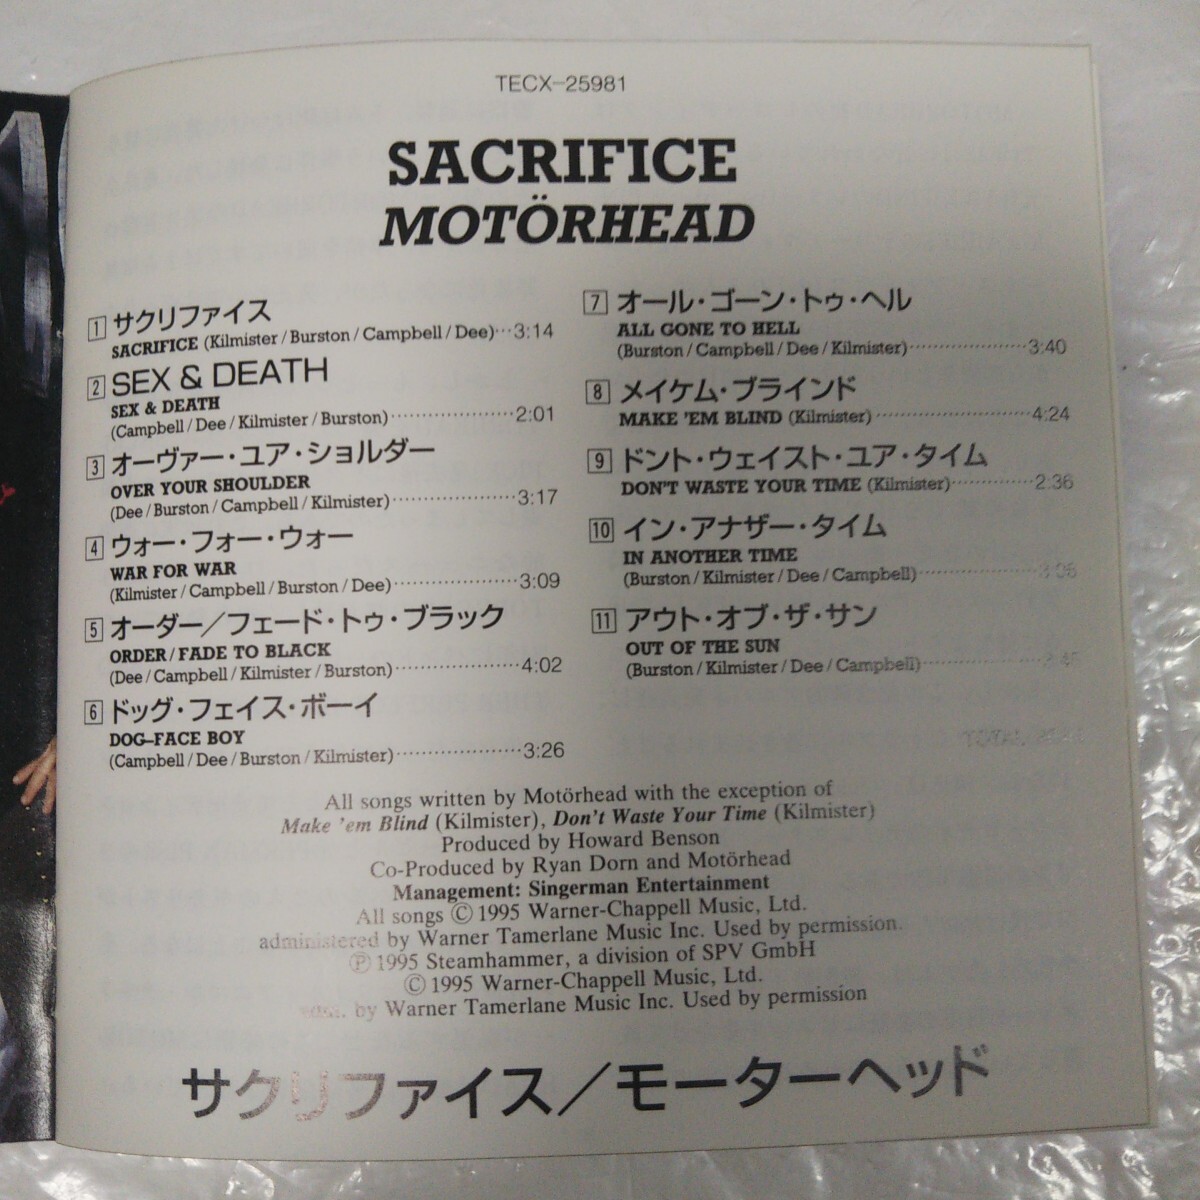 TECX-25981
SACRIFICE
MOTÖRHEAD
1 サクリファイス
SACRIFICE (Kilmister/Burston/Campbell/Dee)…3:14
2 SEX & DEATH
SEX & DEATH
(Campbell/Dee/Kilmister/Burston)…2:01
3 オーヴァー・ユア・ショルダー
OVER YOUR SHOULDER
(Dee/Burston/Campbell/Kilmister)…3:17
4 ウォー・フォー・ウォー
WAR FOR WAR
(Kilmister/Campbell/Burston/Dee)…3:09
5 オーダー/フェード・トゥ・ブラック
ORDER/FADE TO BLACK
(Dee/Campbell/Kilmister/Burston)…4:02
6 ドッグ・フェイス・ボーイ
DOG-FACE BOY
(Campbell/Dee/Burston/Kilmister)…3:26
7 オール・ゴーン・トゥ・ヘル
ALL GONE TO HELL
(Burston/Campbell/Dee/Kilmister)…3:40
8 メイケム・ブラインド
MAKE 'EM BLIND (Kilmister)…4:24
9 ドント・ウェイスト・ユア・タイム
DON'T WASTE YOUR TIME (Kilmister)…2:36
10 イン・アナザー・タイム
IN ANOTHER TIME
(Burston/Kilmister/Dee/Campbell)…
11 アウト・オブ・ザ・サン
OUT OF THE SUN
(Burston/Kilmister/Dee/Campbell)…
All songs written by Motörhead with the exception of
Make 'em Blind (Kilmister), Don't Waste Your Time (Kilmister)
Produced by Howard Benson
Co-Produced by Ryan Dorn and Motörhead
Management: Singerman Entertainment
All songs © 1995 Warner-Chappell Music, Ltd.
administered by Warner Tamerlane Music Inc. Used by permission.
℗ 1995 Steamhammer, a division of SPV GmbH
© 1995 Warner-Chappell Music, Ltd.
by Warner Tamerlane Music Inc. Used by permission
サクリファイス/モーターヘッド